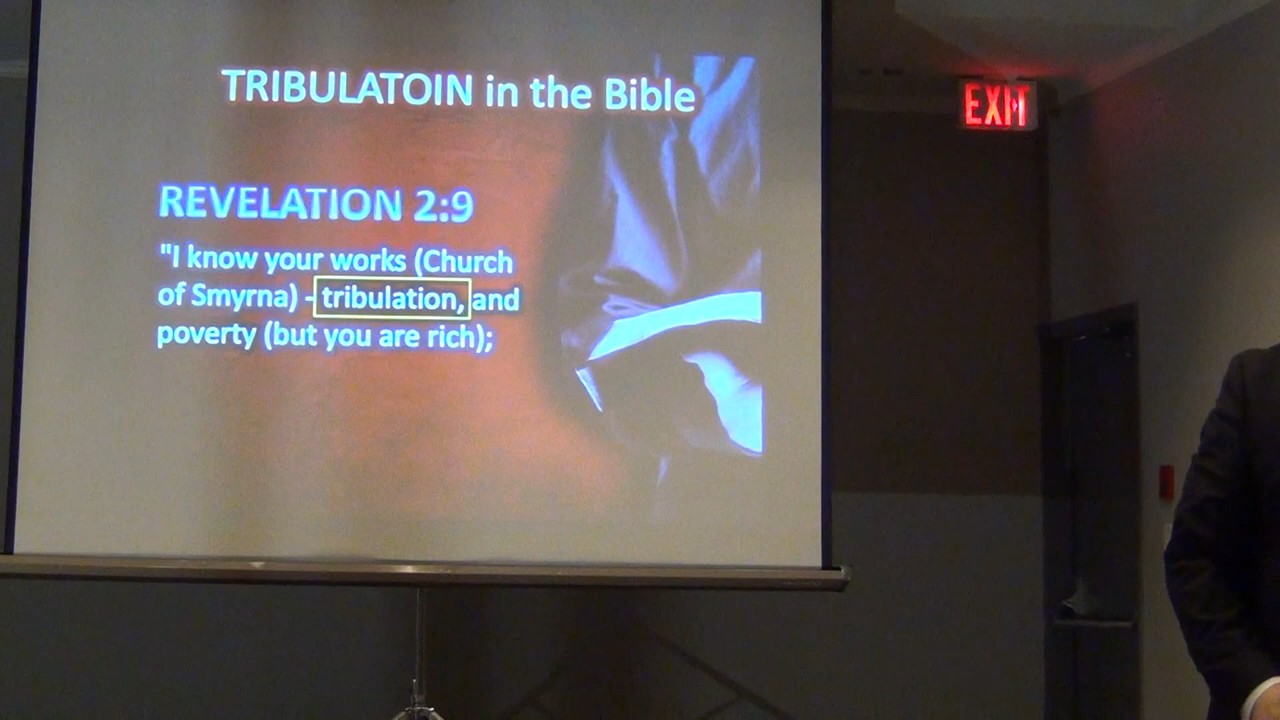 TRIBULATOIN in the Bible
REVELATION 2:9
"I know your works (Church
of Smyrna) - tribulation, and
poverty (but you are rich);
EXIT